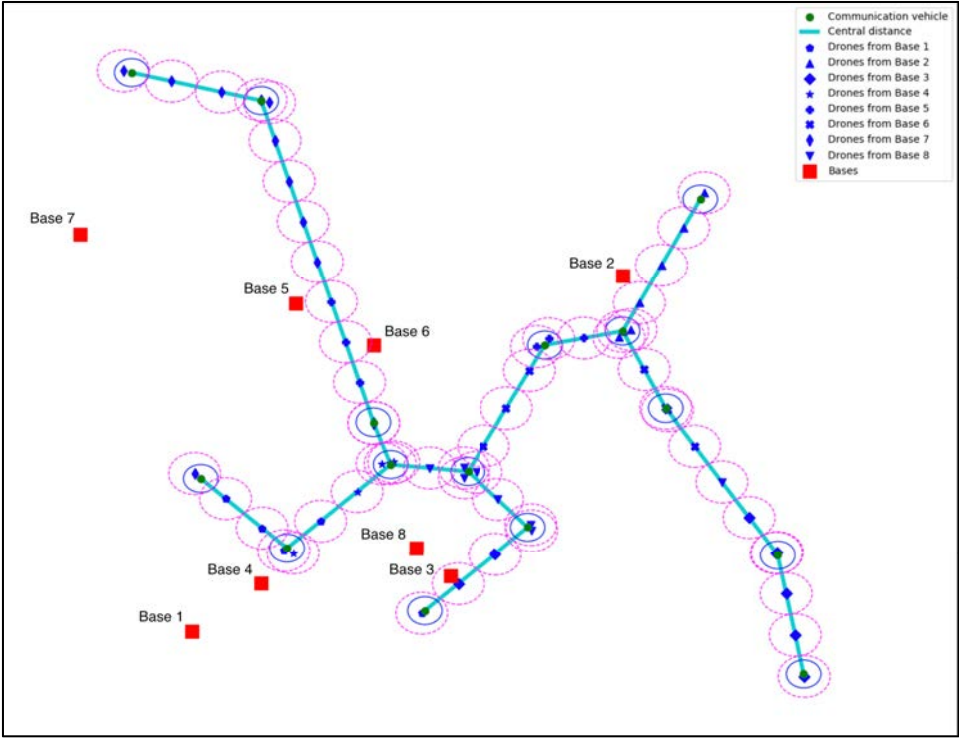 Communication vehicle
Central distance
Drones from Base 1
Drones from Base 2
Drones from Base 3
Drones from Base 4
Drones from Base 5
Drones from Base 6
Drones from Base 7
Drones from Base 8
Bases
Base 7
Base 2
Base 5
Base 6
Base 8
Base 3
Base 4
Base 1